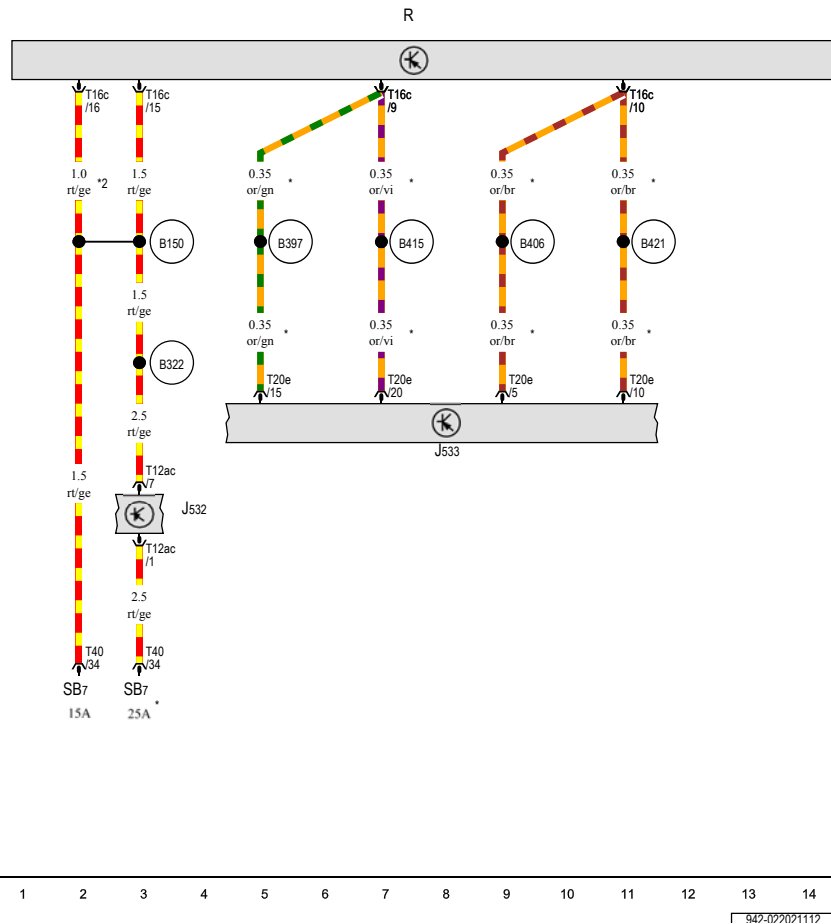 R
T16c
/16
T16c
/15
T16c
/9
T16c
/10
1.0
rt/ge *2
1.5
rt/ge
0.35
or/gn *
0.35
or/vi *
0.35
or/br *
0.35
or/br *
B150
B397
B415
B406
B421
1.5
rt/ge
0.35
or/gn *
0.35
or/vi *
0.35
or/br *
0.35
or/br *
B322
T20e
/15
T20e
/20
T20e
/5
T20e
/10
2.5
rt/ge
J533
T12ac
/7
1.5
rt/ge
J532
T12ac
/1
2.5
rt/ge
T40
/34
T40
/34
SB7
15A
SB7
25A *
1 2 3 4 5 6 7 8 9 10 11 12 13 14
942-022021112